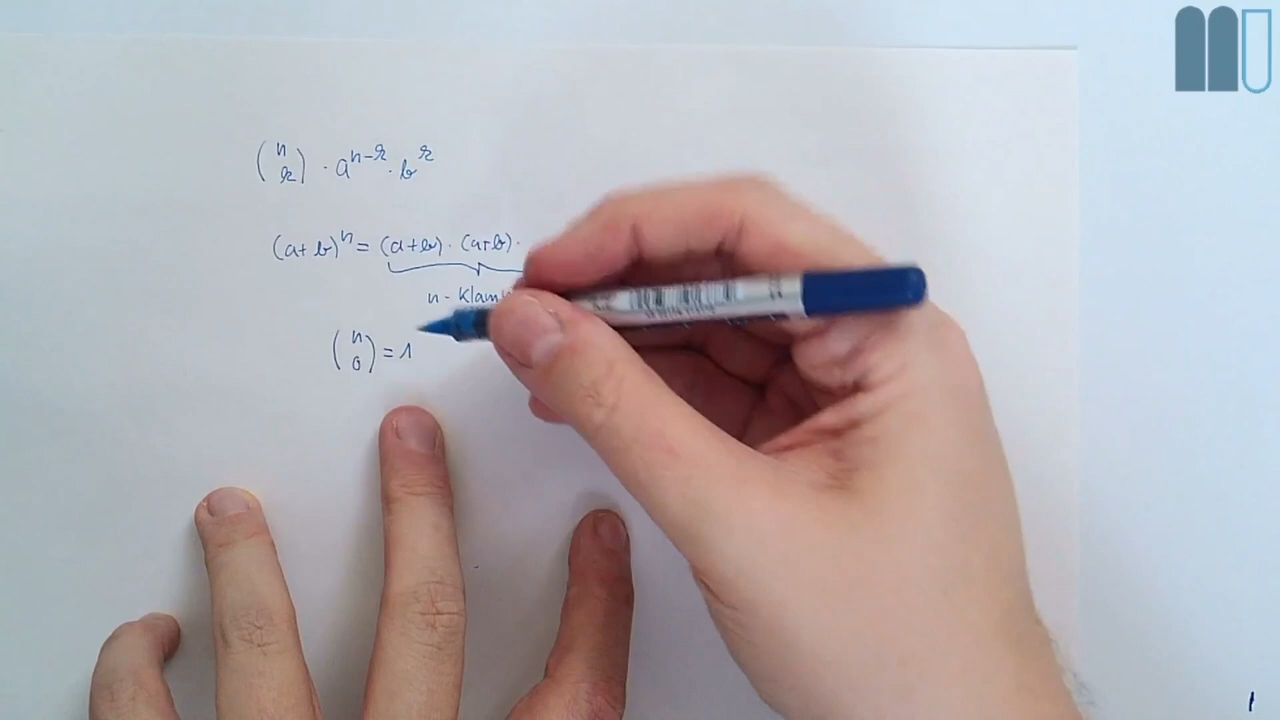 (n k) · a^(n-k) · b^k
(a+b)^n = (a+b) · (a+b) ·
n - Klam
(n 0) = 1